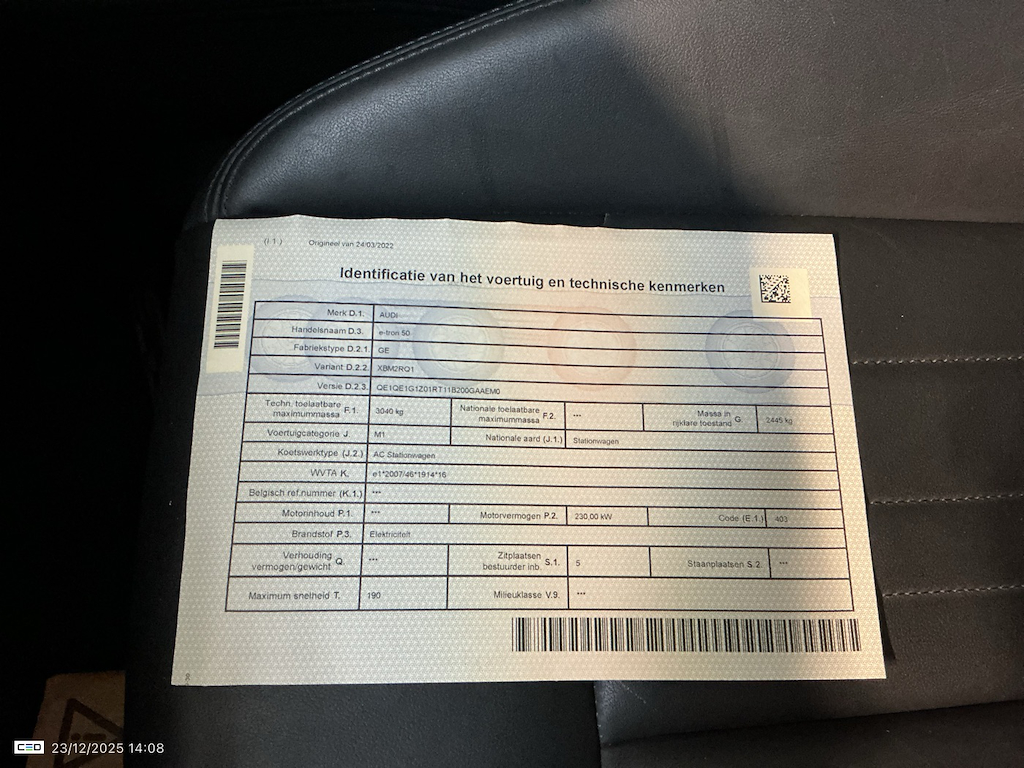 (I.1.) Origineel van 24/03/2022
Identificatie van het voertuig en technische kenmerken
Merk D.1. AUDI
Handelsnaam D.3. e-tron 50
Fabriekstype D.2.1. GE
Variant D.2.2. XBM2RQ1
Versie D.2.3. QE1QE1G1Z01RT11B200GAAEM0
Techn. toelaatbare maximummassa F.1. 3040 kg Nationale toelaatbare maximummassa F.2. *** Massa in rijklare toestand G. 2445 kg
Voertuigcategorie J. M1 Nationale aard (J.1.) Stationwagen
Koetswerktype (J.2.) AC Stationwagen
WVTA K. e1*2007/46*1914*16
Belgisch ref.nummer (K.1.) ***
Motorinhoud P.1. *** Motorvermogen P.2. 230,00 kW Code (E.1.) 403
Brandstof P.3. Elektriciteit
Verhouding vermogen/gewicht Q. *** Zitplaatsen bestuurder inb. S.1. 5 Staanplaatsen S.2. ***
Maximum snelheid T. 190 Milieuklasse V.9. ***
CEO 23/12/2025 14:08